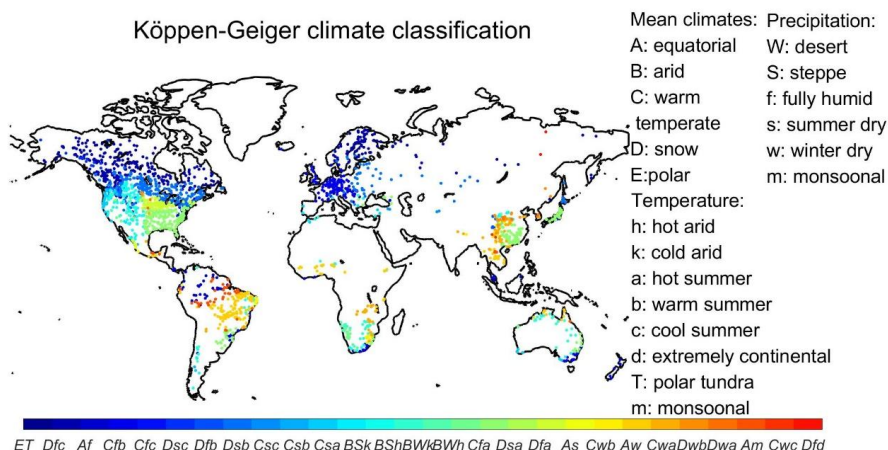 Köppen-Geiger climate classification
Mean climates:
A: equatorial
B: arid
C: warm
temperate
D: snow
E:polar
Temperature:
h: hot arid
k: cold arid
a: hot summer
b: warm summer
c: cool summer
d: extremely continental
T: polar tundra
m: monsoonal
Precipitation:
W: desert
S: steppe
f: fully humid
s: summer dry
w: winter dry
m: monsoonal
ET Dfc Af Cfb Cfc Dsc Dfb Dsb Csc Csb Csa BSk BSh BWk BWh Cfa Dsa Dfa As Cwb Aw Cwa Dwb Dwa Am Cwc Dfd